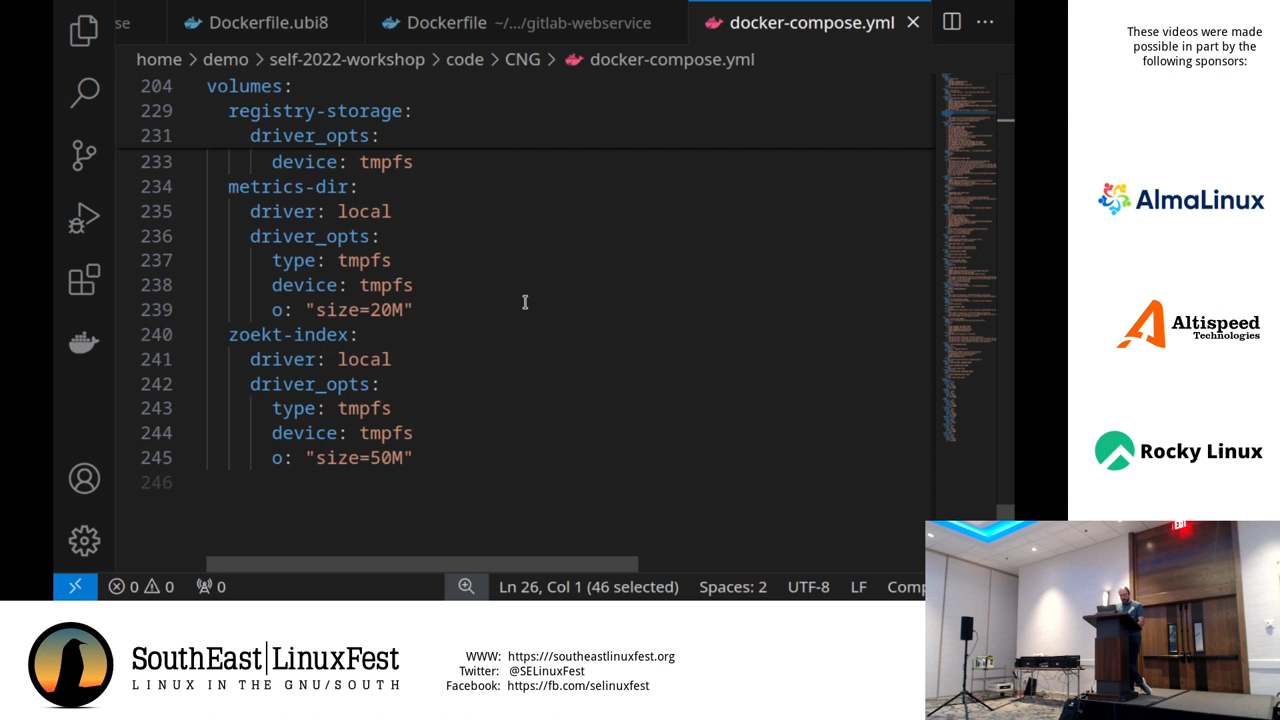 se
Dockerfile.ubi8
Dockerfile ~/.../gitlab-webservice
docker-compose.yml
home > demo > self-2022-workshop > code > CNG > docker-compose.yml
204 volumes:
229 registry-storage:
231 driver_opts:
233 device: tmpfs
234 metrics-dir:
235 driver: local
236 driver_opts:
237 type: tmpfs
238 device: tmpfs
239 o: "size=20M"
240 zoekt-index:
241 driver: local
242 driver_opts:
243 type: tmpfs
244 device: tmpfs
245 o: "size=50M"
246
0 0 0 Ln 26, Col 1 (46 selected) Spaces: 2 UTF-8 LF Comp
These videos were made
possible in part by the
following sponsors:
AlmaLinux
Altispeed
Technologies
Rocky Linux
EXIT
SouthEast|LinuxFest
LINUX IN THE GNU/SOUTH
WWW: https:///southeastlinuxfest.org
Twitter: @SELinuxFest
Facebook: https://fb.com/selinuxfest